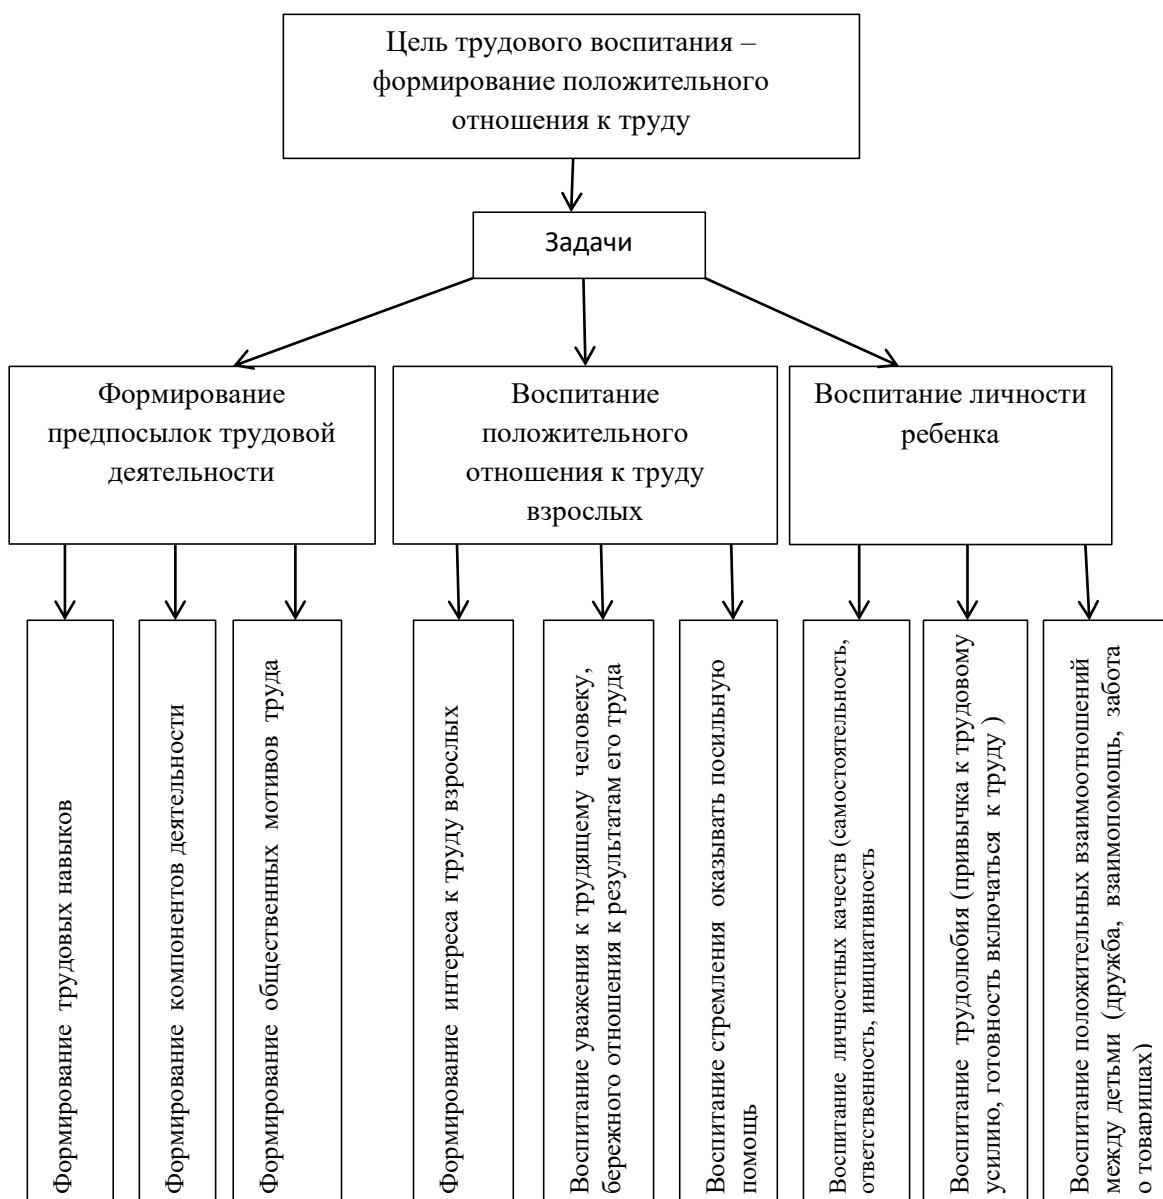 Цель трудового воспитания –
формирование положительного
отношения к труду
Задачи
Формирование
предпосылок трудовой
деятельности
Воспитание
положительного
отношения к труду
взрослых
Воспитание личности
ребенка
Формирование трудовых навыков
Формирование компонентов деятельности
Формирование общественных мотивов труда
Формирование интереса к труду взрослых
Воспитание уважения к трудящему человеку,
бережного отношения к результатам его труда
Воспитание стремления оказывать посильную
помощь
Воспитание личностных качеств (самостоятельность,
ответственность, инициативность
Воспитание трудолюбия (привычка к трудовому
усилию, готовность включаться к труду )
Воспитание положительных взаимоотношений
между детьми (дружба, взаимопомощь, забота
о товарищах)